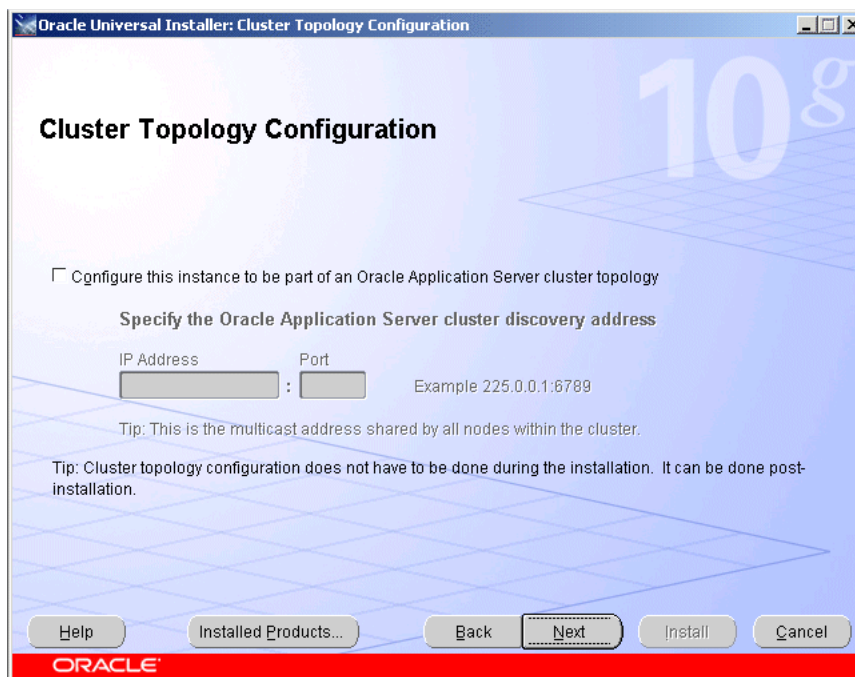 Oracle Universal Installer: Cluster Topology Configuration
10g
Cluster Topology Configuration
Configure this instance to be part of an Oracle Application Server cluster topology
Specify the Oracle Application Server cluster discovery address
IP Address Port
: Example 225.0.0.1:6789
Tip: This is the multicast address shared by all nodes within the cluster.
Tip: Cluster topology configuration does not have to be done during the installation. It can be done post-
installation.
Help Installed Products... Back Next Install Cancel
ORACLE